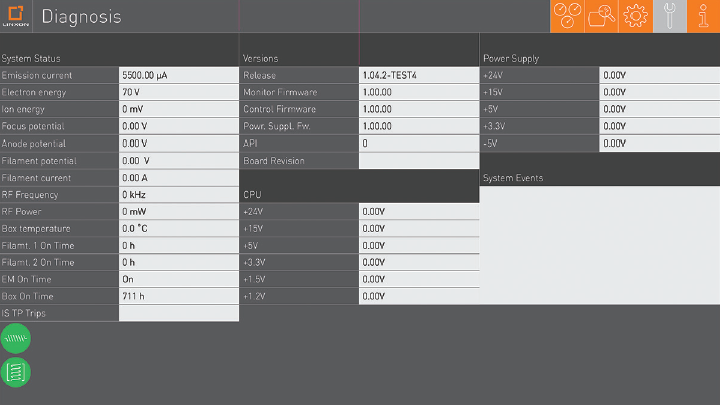 LINXON
Diagnosis
System Status
Emission current 5500.00 µA
Electron energy 70 V
Ion energy 0 mV
Focus potential 0.00 V
Anode potential 0.00 V
Filament potential 0.00 V
Filament current 0.00 A
RF Frequency 0 kHz
RF Power 0 mW
Box temperature 0.0 °C
Filamt. 1 On Time 0 h
Filamt. 2 On Time 0 h
EM On Time On
Box On Time 711 h
IS TP Trips
Versions
Release 1.04.2-TEST4
Monitor Firmware 1.00.00
Control Firmware 1.00.00
Powr. Suppl. Fw. 1.00.00
API 0
Board Revision
CPU
+24V 0.00V
+15V 0.00V
+5V 0.00V
+3.3V 0.00V
+1.5V 0.00V
+1.2V 0.00V
Power Supply
+24V 0.00V
+15V 0.00V
+5V 0.00V
+3.3V 0.00V
+5V 0.00V
System Events